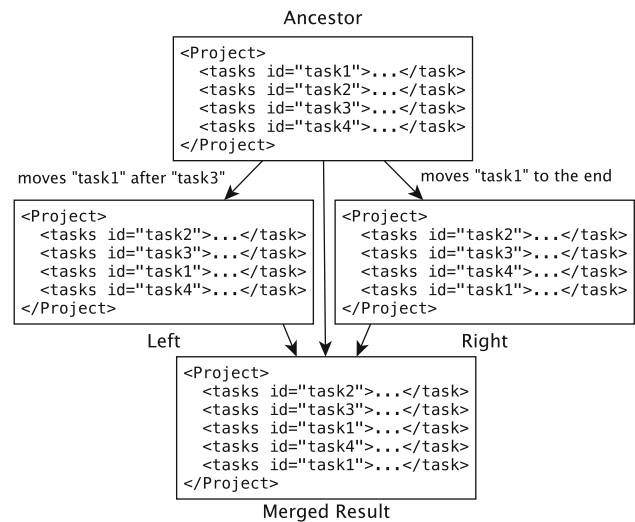 Ancestor
<Project>
  <tasks id="task1">...</task>
  <tasks id="task2">...</task>
  <tasks id="task3">...</task>
  <tasks id="task4">...</task>
</Project>
moves "task1" after "task3"
moves "task1" to the end
<Project>
  <tasks id="task2">...</task>
  <tasks id="task3">...</task>
  <tasks id="task1">...</task>
  <tasks id="task4">...</task>
</Project>
Left
<Project>
  <tasks id="task2">...</task>
  <tasks id="task3">...</task>
  <tasks id="task4">...</task>
  <tasks id="task1">...</task>
</Project>
Right
<Project>
  <tasks id="task2">...</task>
  <tasks id="task3">...</task>
  <tasks id="task1">...</task>
  <tasks id="task4">...</task>
  <tasks id="task1">...</task>
</Project>
Merged Result